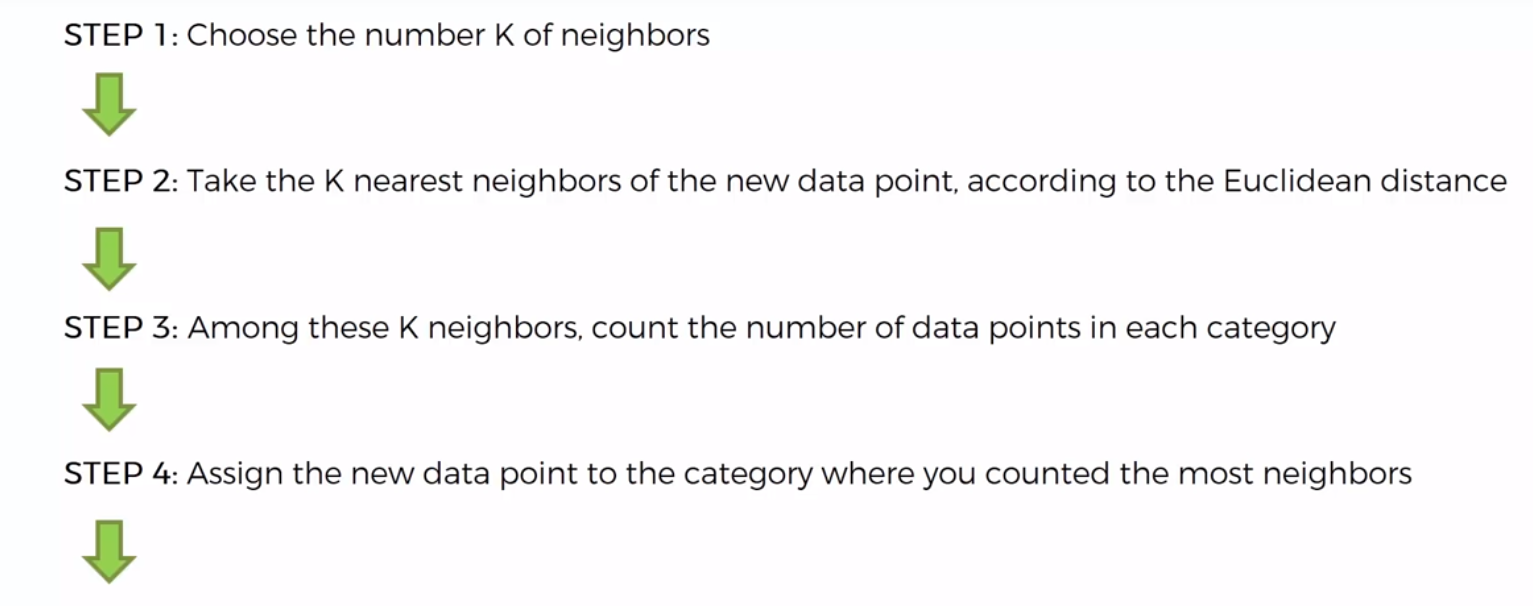 STEP 1: Choose the number K of neighbors
STEP 2: Take the K nearest neighbors of the new data point, according to the Euclidean distance
STEP 3: Among these K neighbors, count the number of data points in each category
STEP 4: Assign the new data point to the category where you counted the most neighbors